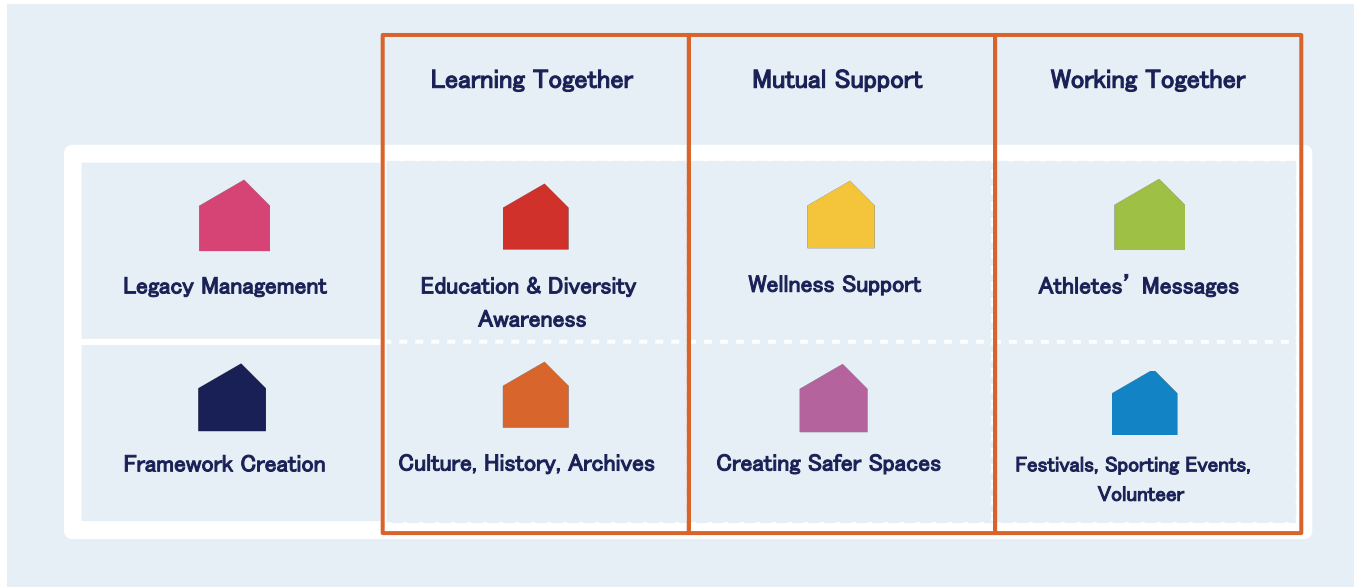 Learning Together
Mutual Support
Working Together
Legacy Management
Education & Diversity
Awareness
Wellness Support
Athletes’ Messages
Framework Creation
Culture, History, Archives
Creating Safer Spaces
Festivals, Sporting Events,
Volunteer